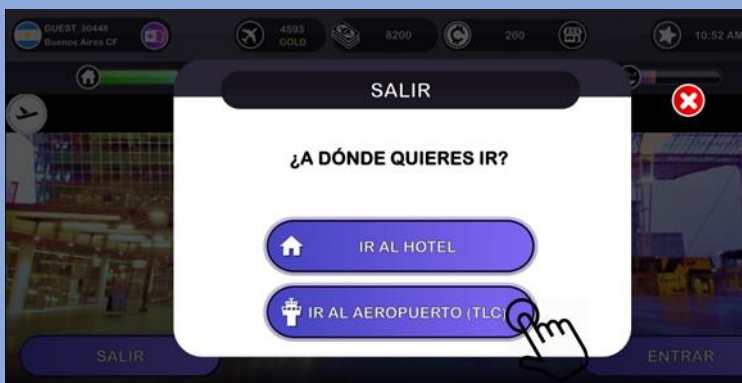 GUEST_30448
Buenos Aires CF
4593
GOLD
8200
200
10:52 AM
SALIR
¿A DÓNDE QUIERES IR?
IR AL HOTEL
IR AL AEROPUERTO (TLC)
SALIR
ENTRAR